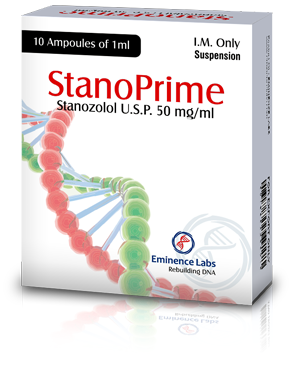 10 Ampoules of 1ml
I.M. Only
Suspension
StanoPrime
Stanozolol U.S.P. 50 mg/ml
Eminence Labs
Rebuilding DNA